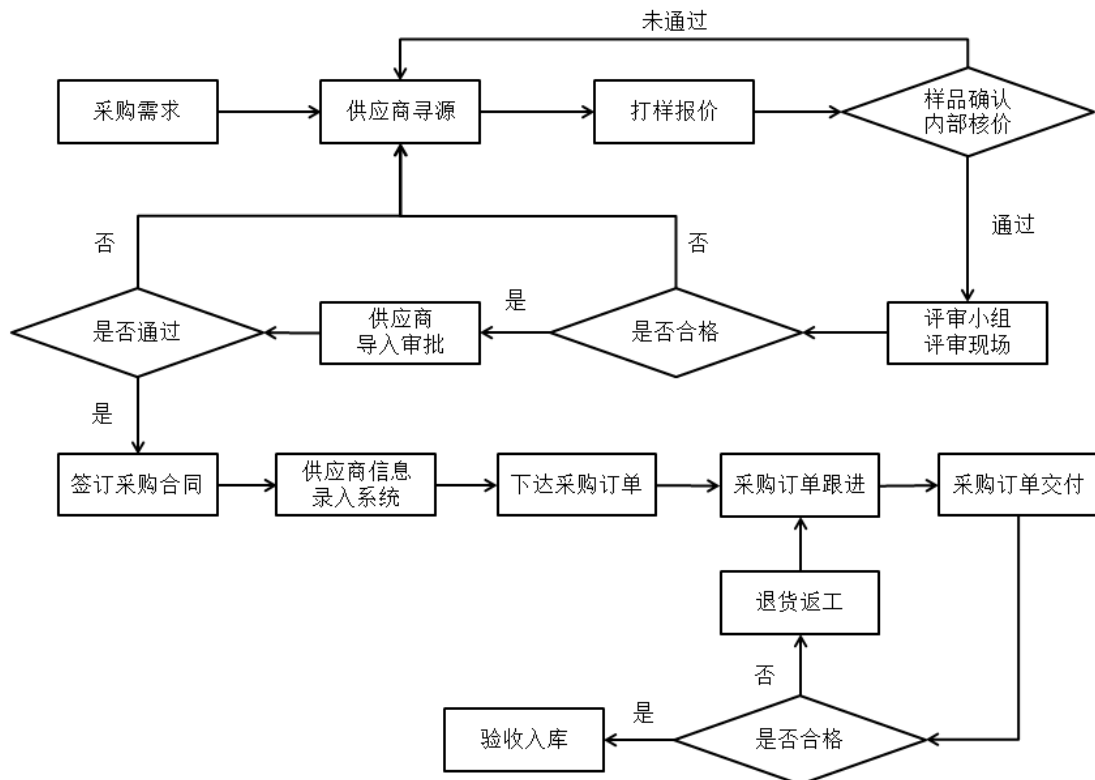 未通过
采购需求
供应商寻源
打样报价
样品确认
内部核价
通过
否
否
是否通过
供应商
导入审批
是
是否合格
评审小组
评审现场
是
签订采购合同
供应商信息
录入系统
下达采购订单
采购订单跟进
采购订单交付
退货返工
否
验收入库
是
是否合格